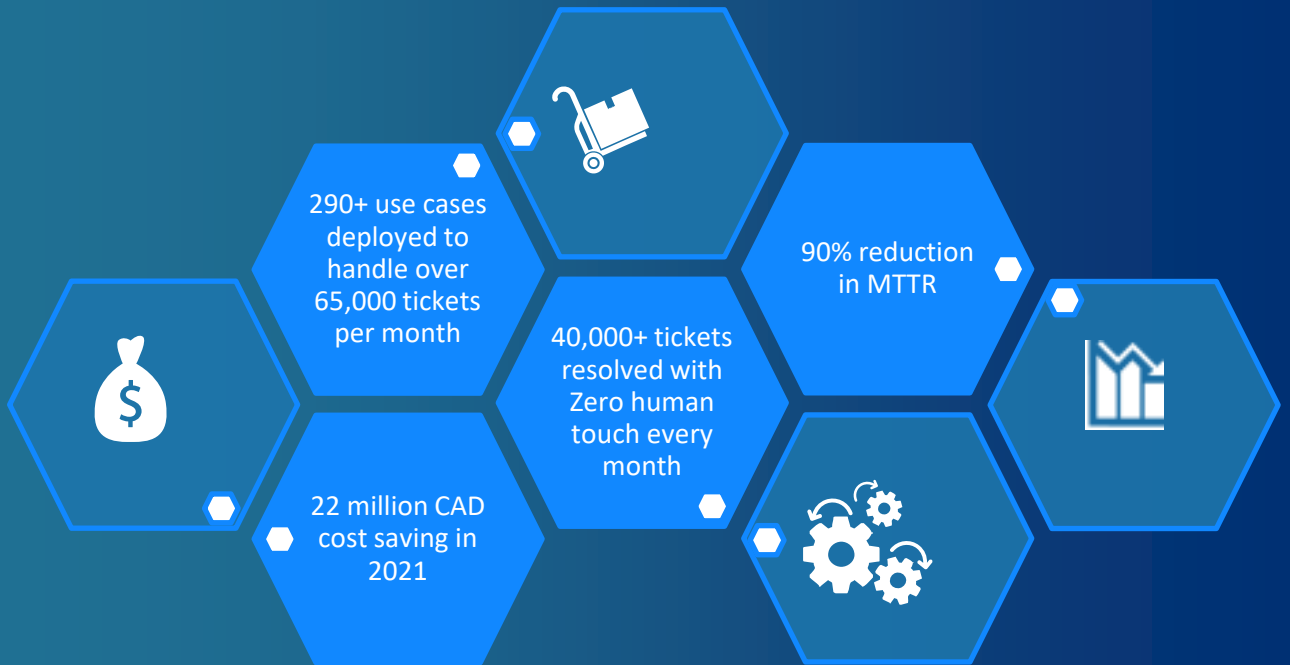 290+ use cases
deployed to
handle over
65,000 tickets
per month
90% reduction
in MTTR
40,000+ tickets
resolved with
Zero human
touch every
month
$
22 million CAD
cost saving in
2021